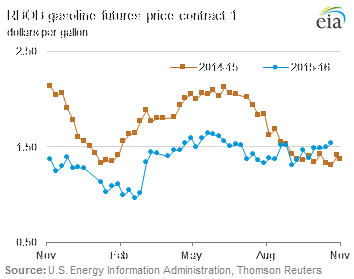 RBOB gasoline futures price contract 1
dollars per gallon
eia
2.50
2014-15 2015-16
1.50
0.50
Nov Feb May Aug Nov
Source: U.S. Energy Information Administration, Thomson Reuters